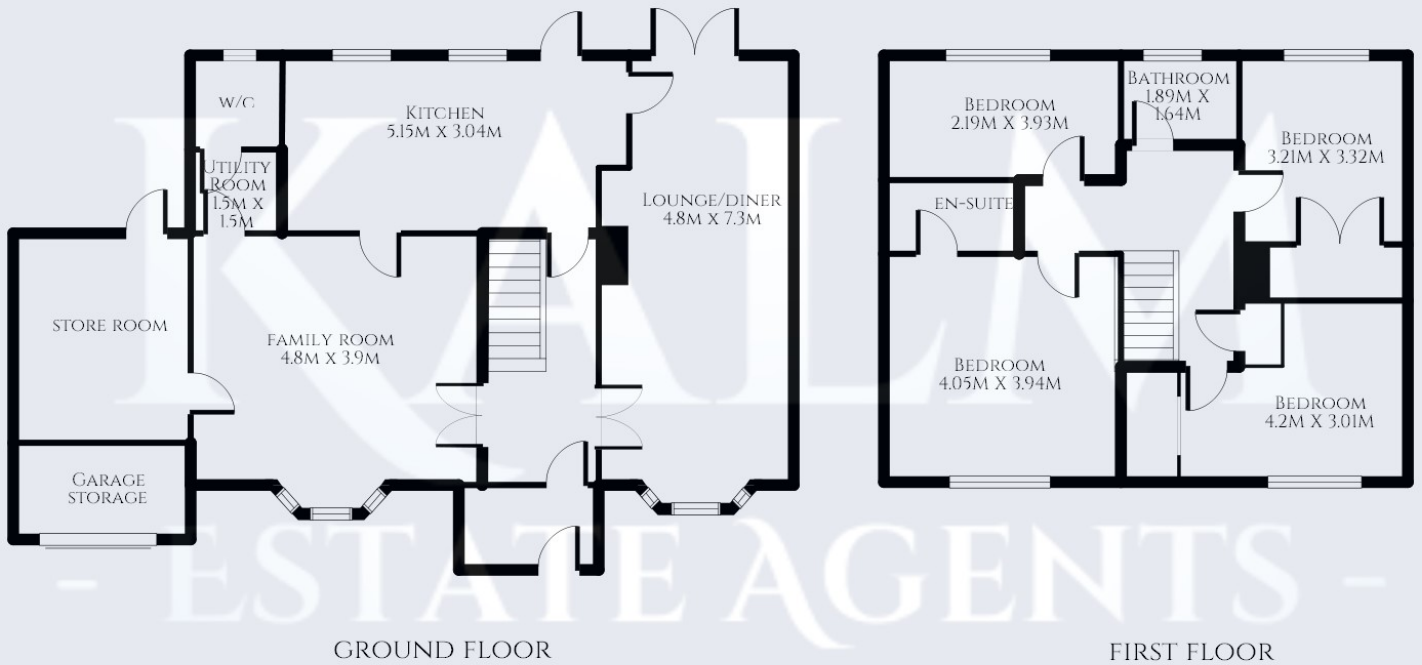 W/C
KITCHEN
5.15M X 3.04M
UTILITY
ROOM
1.5M X
1.5M
LOUNGE/DINER
4.8M X 7.3M
STORE ROOM
FAMILY ROOM
4.8M X 3.9M
GARAGE
STORAGE
GROUND FLOOR
BEDROOM
2.19M X 3.93M
BATHROOM
1.89M X
1.64M
BEDROOM
3.21M X 3.32M
EN-SUITE
BEDROOM
4.05M X 3.94M
BEDROOM
4.2M X 3.01M
FIRST FLOOR
KALM
- ESTATE AGENTS -